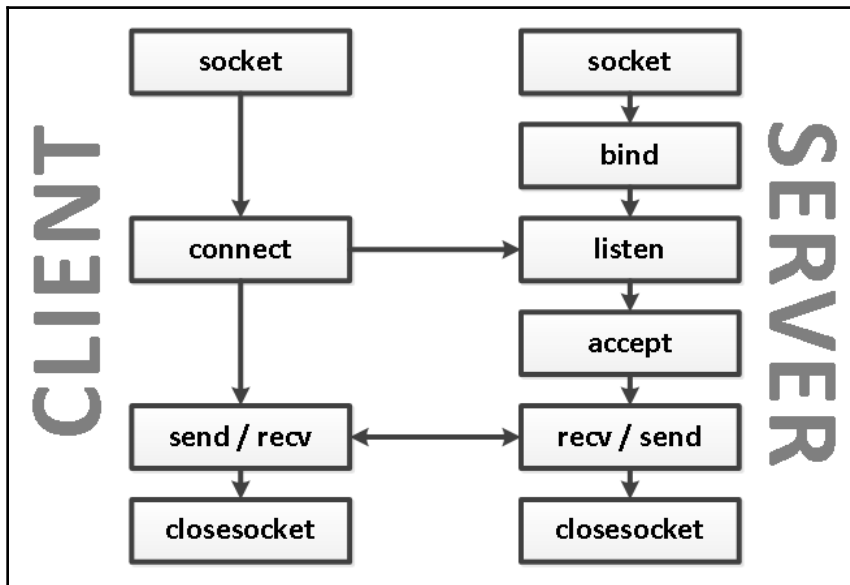 CLIENT
socket
connect
send / recv
closesocket
socket
bind
listen
accept
recv / send
closesocket
SERVER